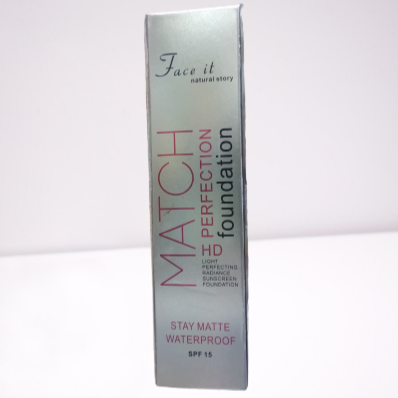 Face it
natural story
MATCH
PERFECTION
foundation
HD
LIGHT
PERFECTING
RADIANCE
SUNSCREEN
FOUNDATION
STAY MATTE
WATERPROOF
SPF 15